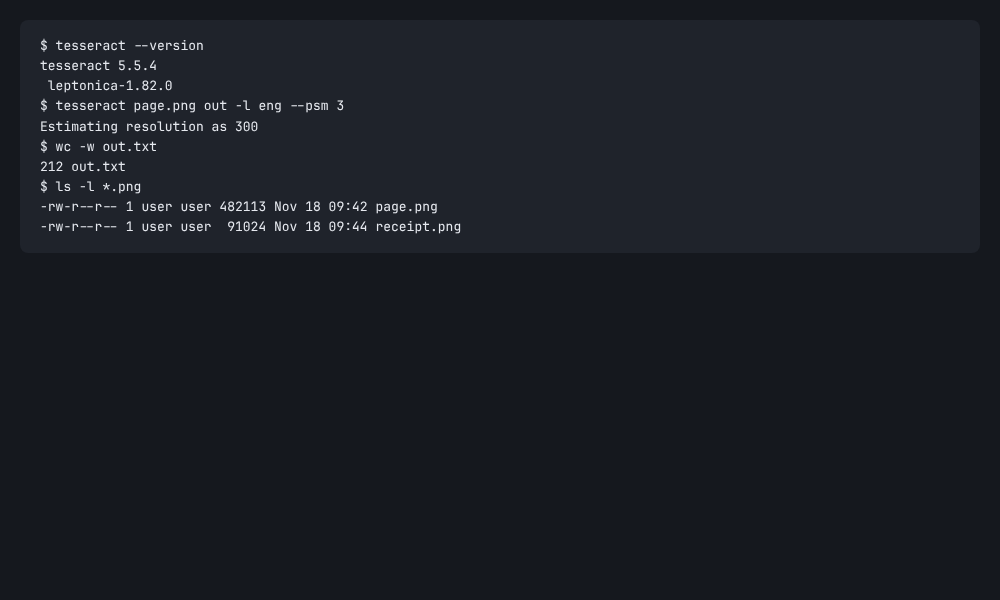 $ tesseract --version
tesseract 5.5.4
 leptonica-1.82.0
$ tesseract page.png out -l eng --psm 3
Estimating resolution as 300
$ wc -w out.txt
212 out.txt
$ ls -l *.png
-rw-r--r-- 1 user user 482113 Nov 18 09:42 page.png
-rw-r--r-- 1 user user  91024 Nov 18 09:44 receipt.png